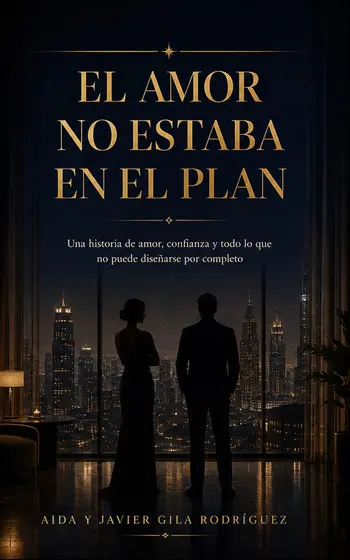 EL AMOR
NO ESTABA
EN EL PLAN
Una historia de amor, confianza y todo lo que
no puede diseñarse por completo
AIDA Y JAVIER GILA RODRÍGUEZ